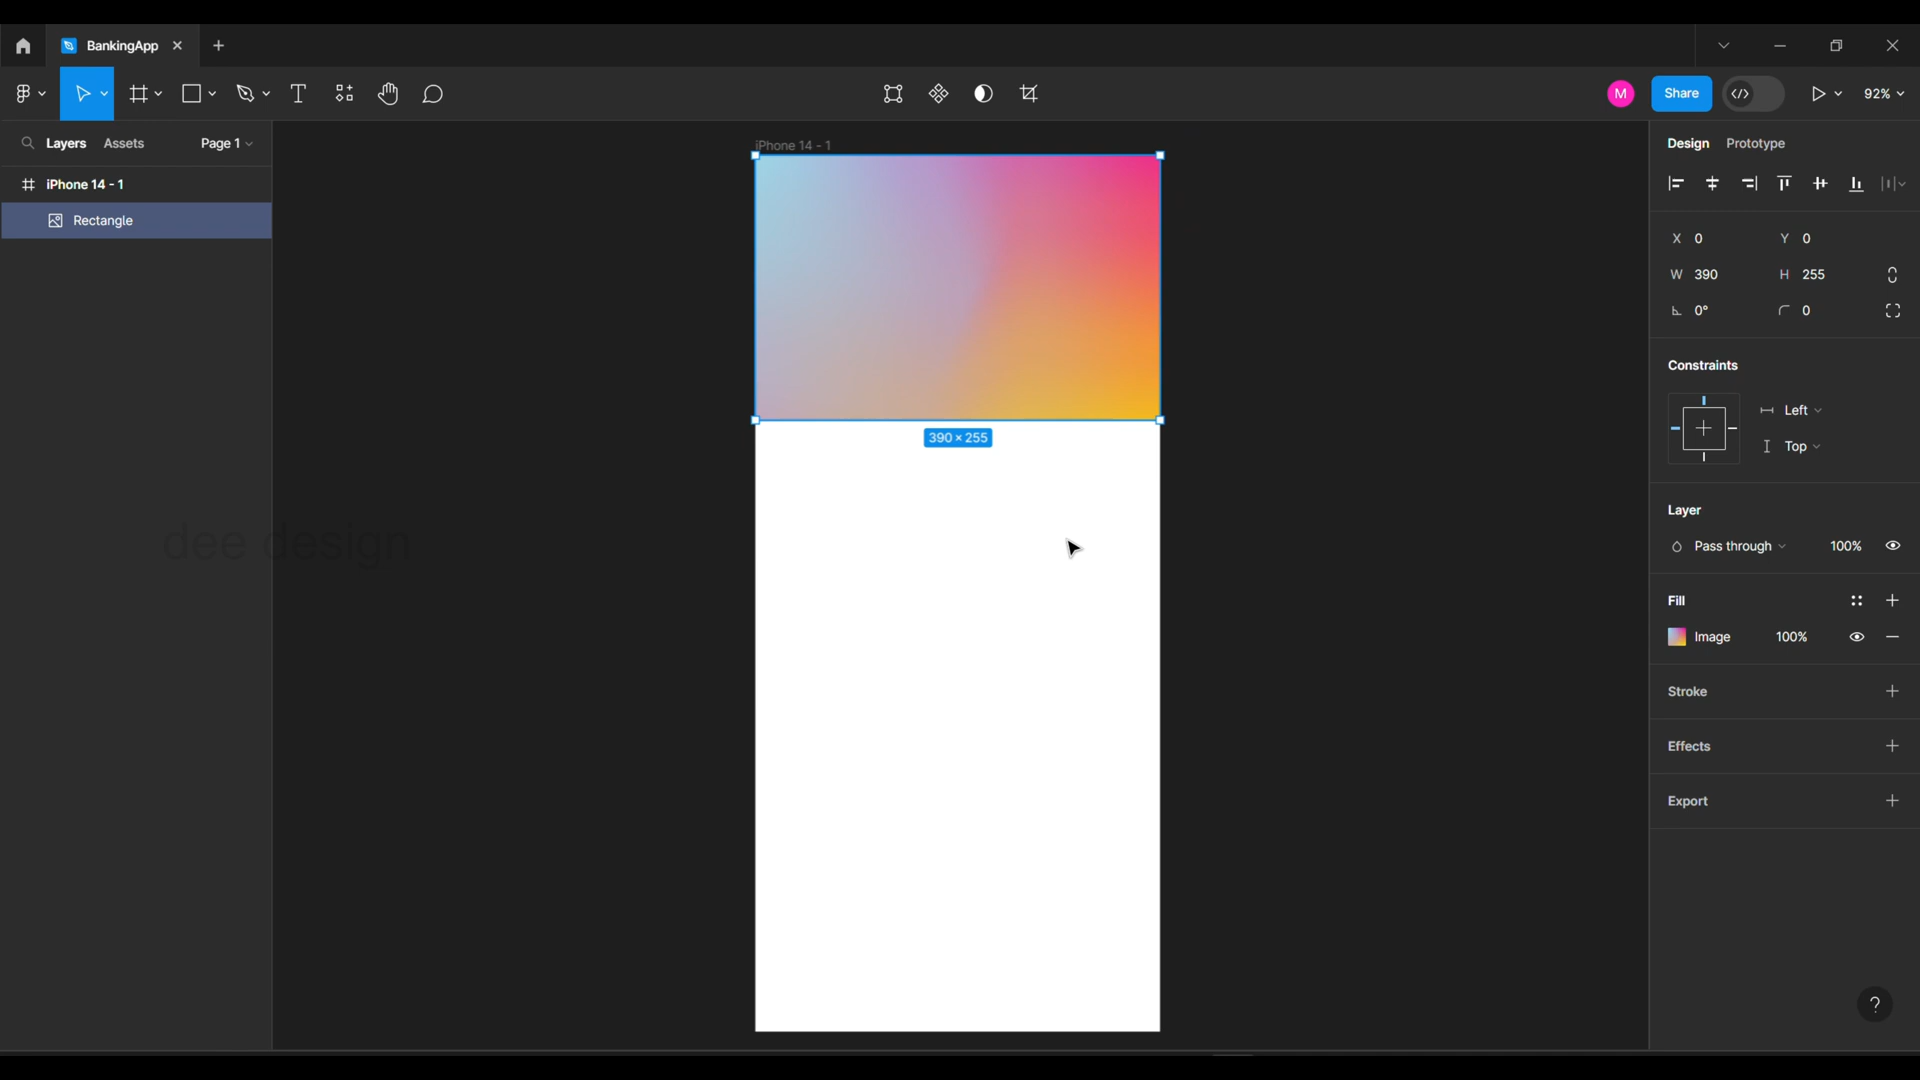 BankingApp
M
Share
92%
Layers
Assets
Page 1
iPhone 14 - 1
Rectangle
iPhone 14 - 1
390 × 255
dee design
Design
Prototype
X 0
Y 0
W 390
H 255
0°
0
Constraints
Left
Top
Layer
Pass through
100%
Fill
Image
100%
Stroke
Effects
Export
?